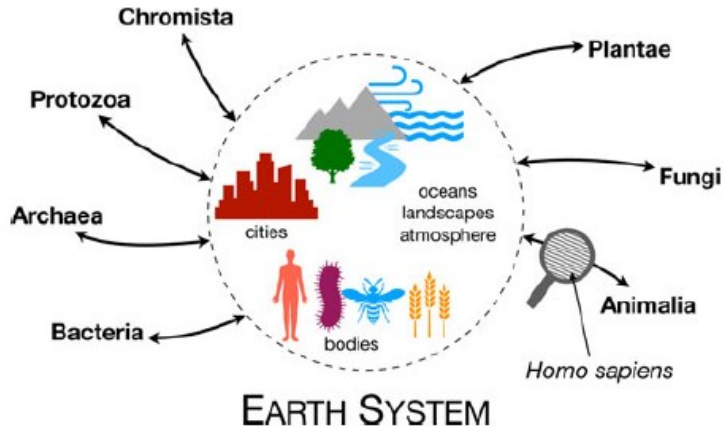 Chromista
Plantae
Protozoa
Fungi
Archaea
oceans
landscapes
atmosphere
cities
Animalia
Bacteria
bodies
Homo sapiens
EARTH SYSTEM